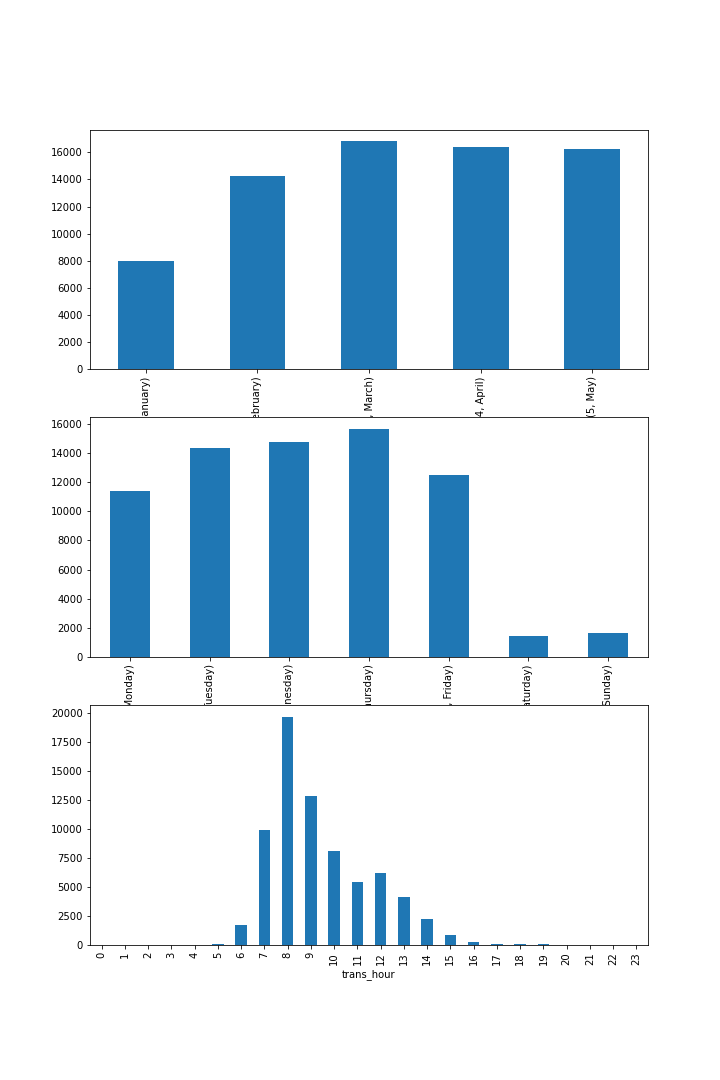 16000
14000
12000
10000
8000
6000
4000
2000
0
anuary)
ebruary)
, March)
4, April)
(5, May)
16000
14000
12000
10000
8000
6000
4000
2000
0
Monday)
Tuesday)
nesday)
ursday)
, Friday)
aturday)
Sunday)
20000
17500
15000
12500
10000
7500
5000
2500
0
0 1 2 3 4 5 6 7 8 9 10 11 12 13 14 15 16 17 18 19 20 21 22 23
trans_hour